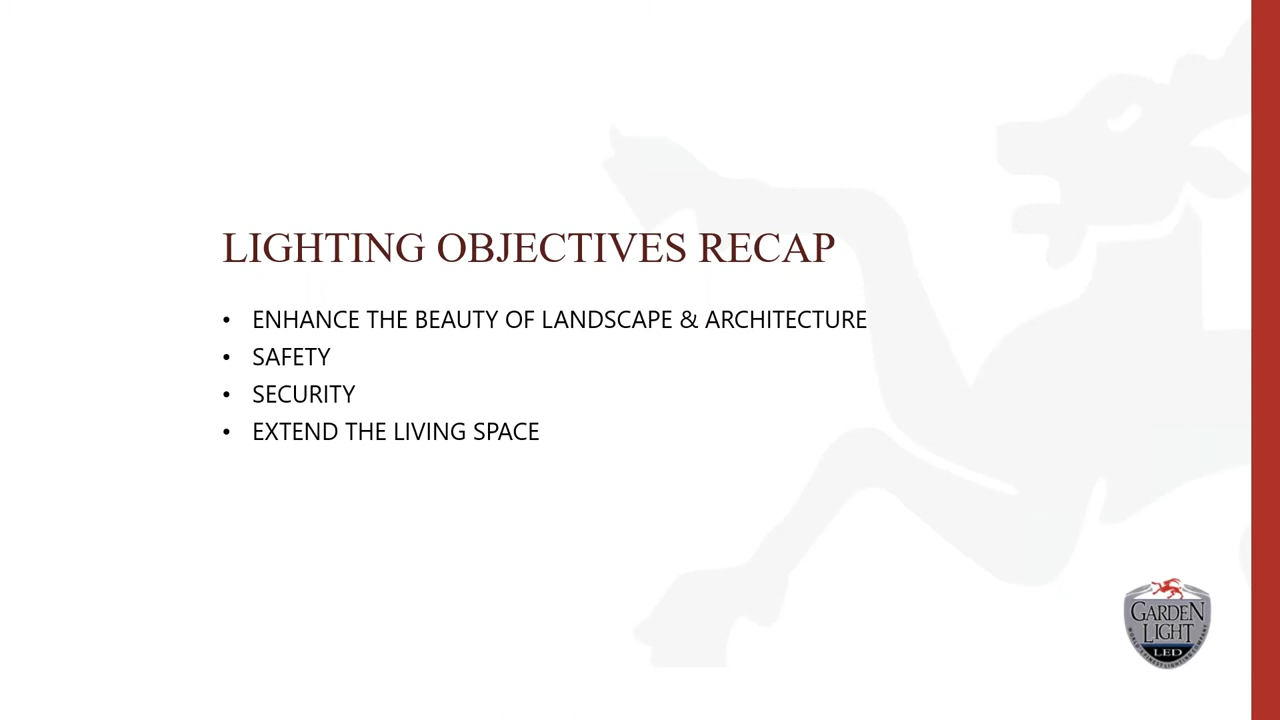 LIGHTING OBJECTIVES RECAP
• ENHANCE THE BEAUTY OF LANDSCAPE & ARCHITECTURE
• SAFETY
• SECURITY
• EXTEND THE LIVING SPACE
GARDEN
LIGHT
LED